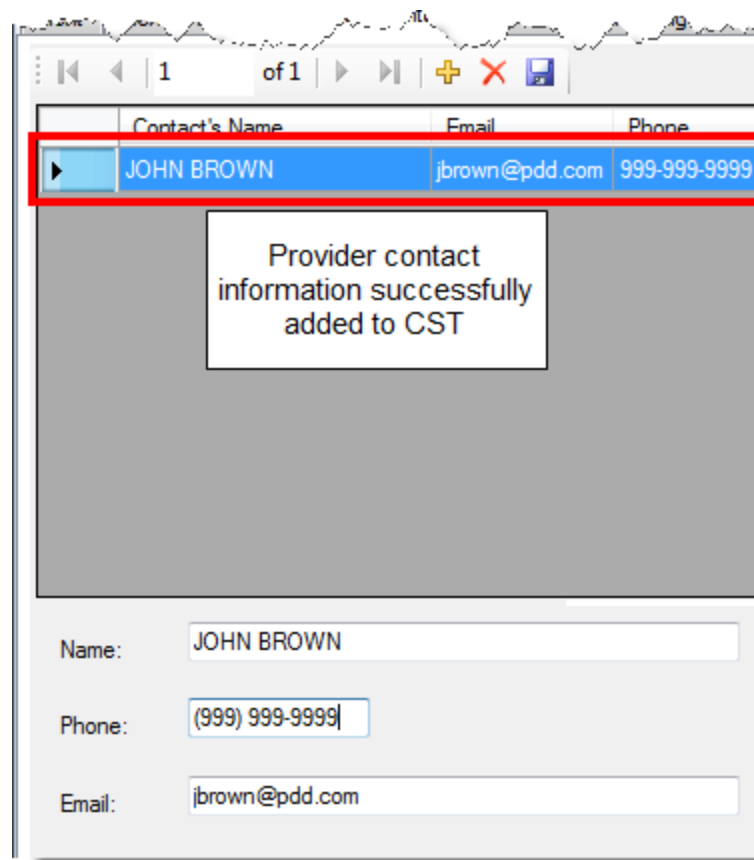 1 of 1
Contact's Name Email Phone
JOHN BROWN jbrown@pdd.com 999-999-9999
Provider contact
information successfully
added to CST
Name: JOHN BROWN
Phone: (999) 999-9999
Email: jbrown@pdd.com